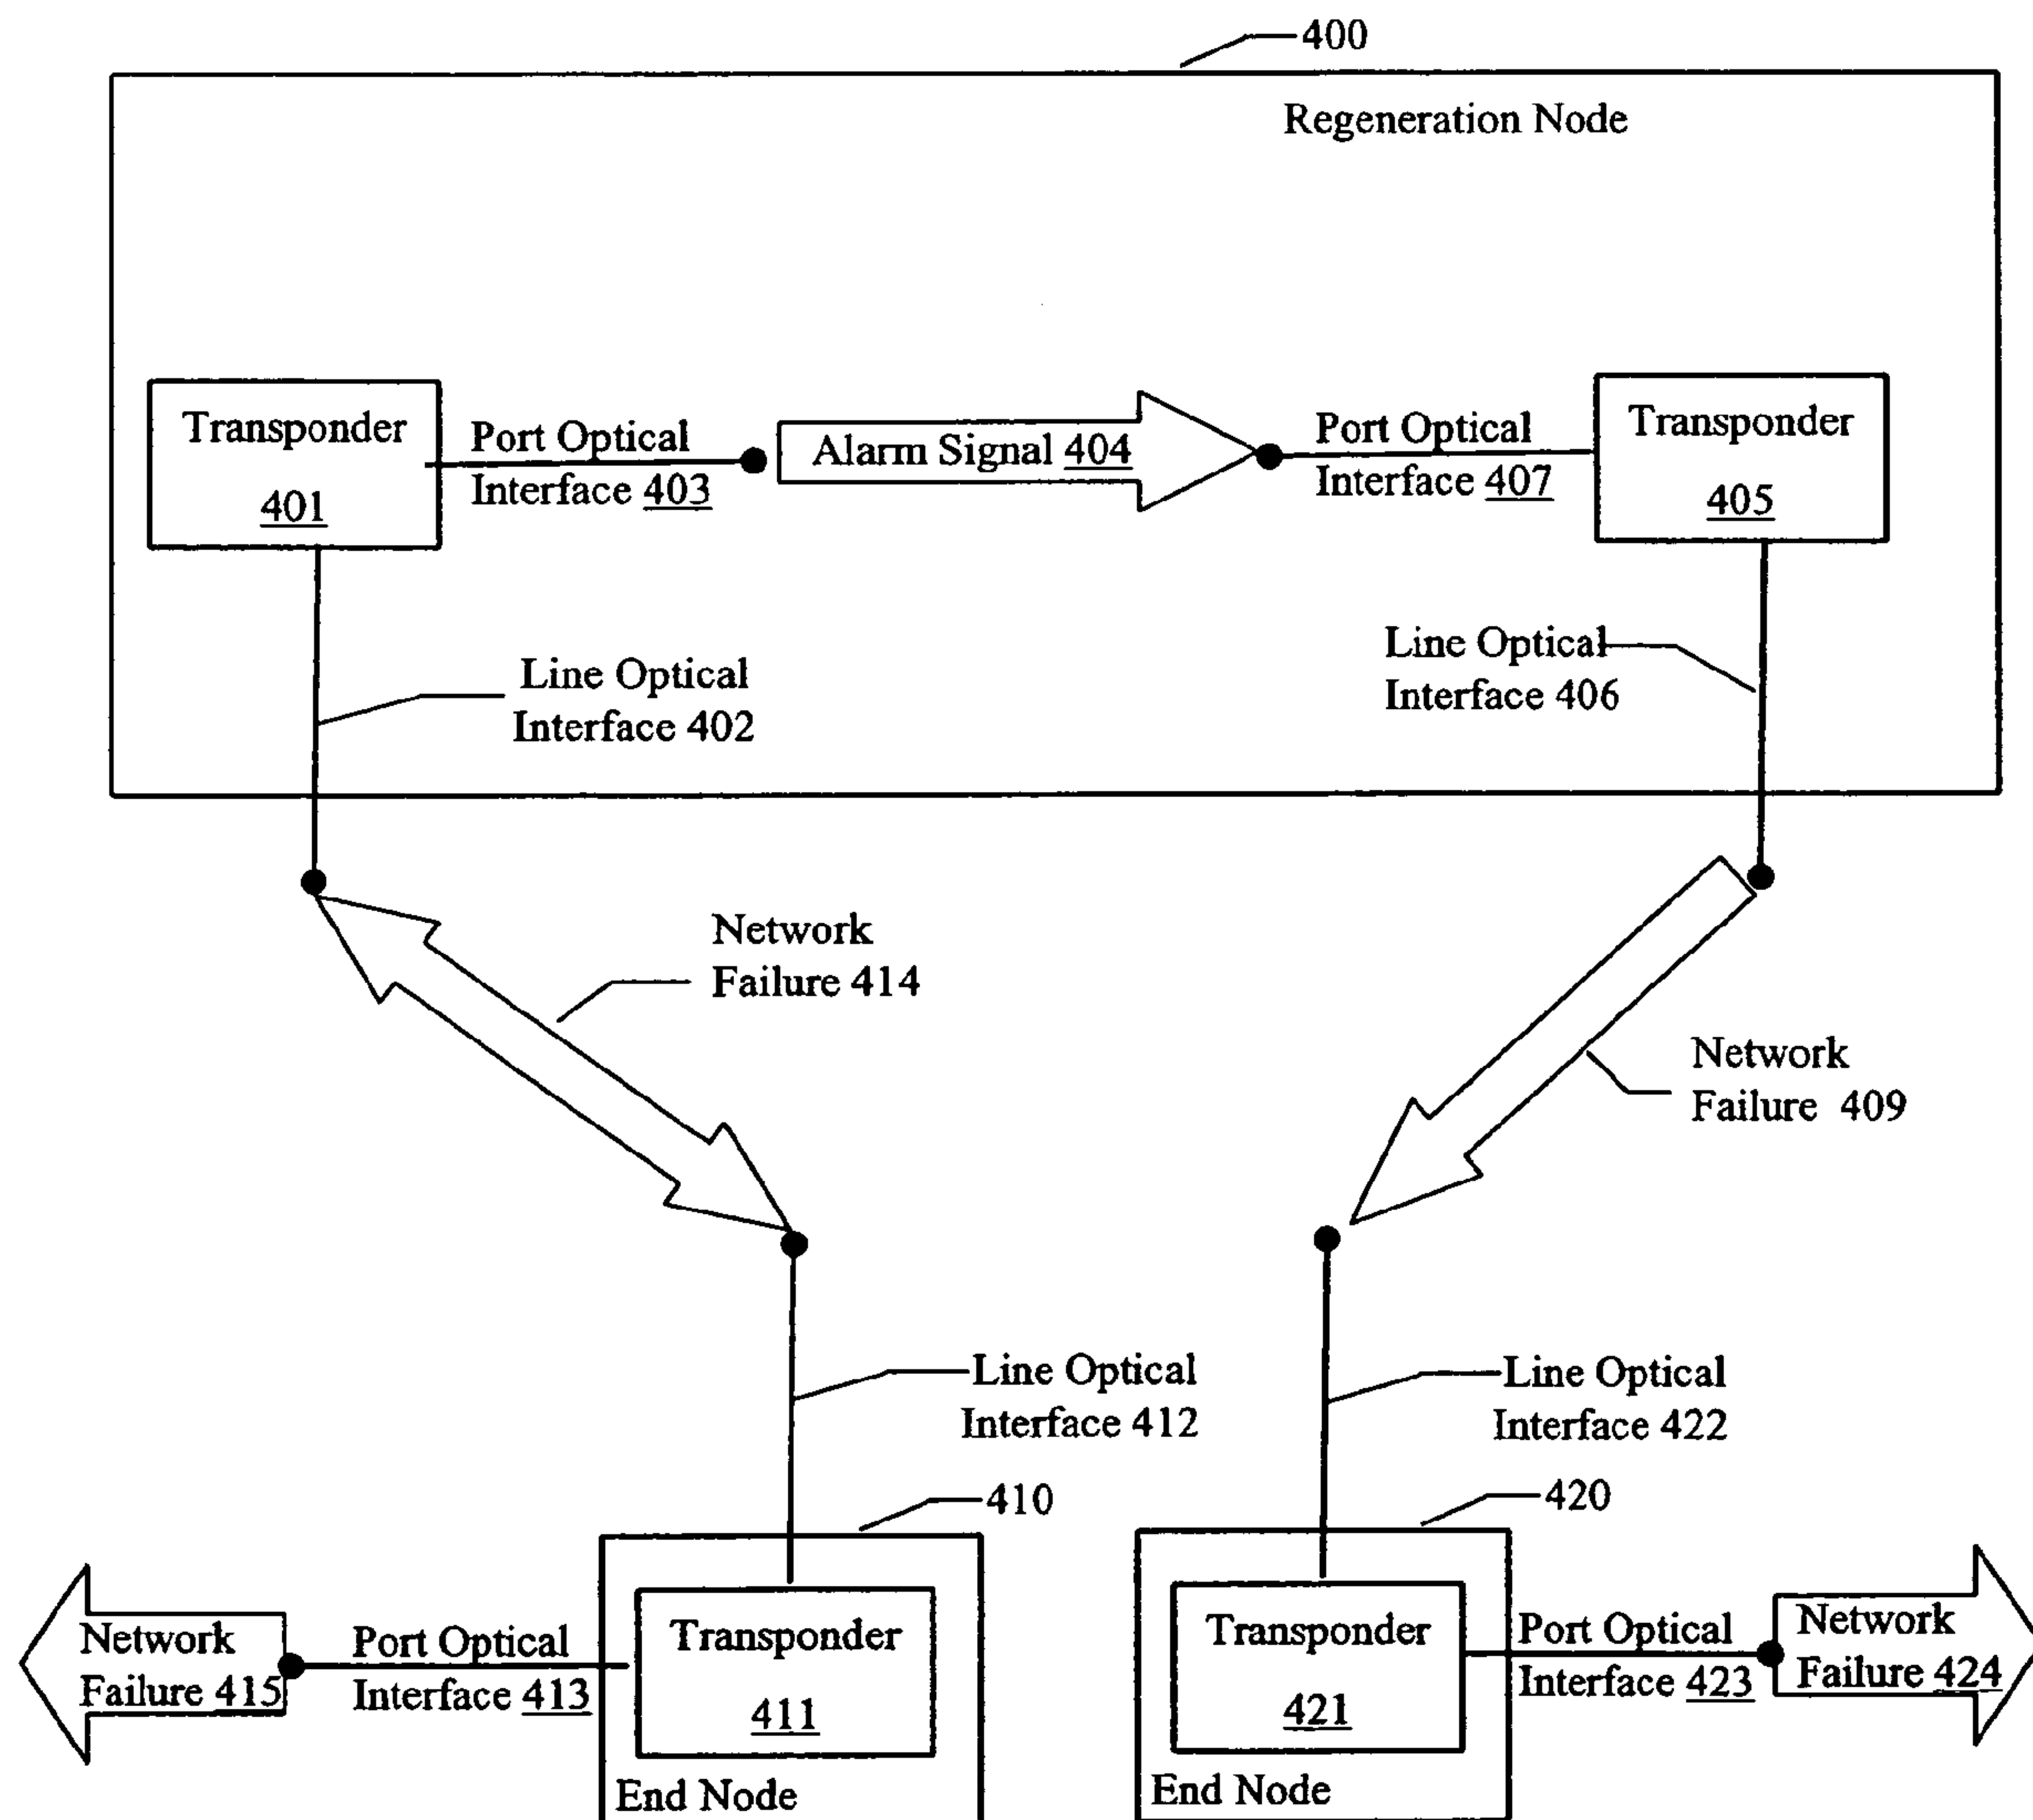 400
Regeneration Node
Transponder
401
Port Optical
Interface 403
Alarm Signal 404
Port Optical
Interface 407
Transponder
405
Line Optical
Interface 402
Line Optical
Interface 406
Network
Failure 414
Network
Failure 409
Line Optical
Interface 412
Line Optical
Interface 422
410
420
Network
Failure 415
Port Optical
Interface 413
Transponder
411
End Node
Transponder
421
End Node
Port Optical
Interface 423
Network
Failure 424